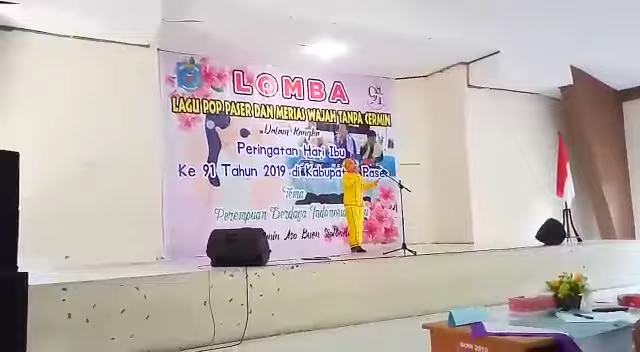 LOMBA
LAGU POP PASER DAN MERIAS WAJAH TANPA CERMIN
Dalam Rangka
Peringatan Hari Ibu
Ke 91 Tahun 2019 di Kabupaten Paser
Tema
Perempuan Berdaya Indonesia
Buen